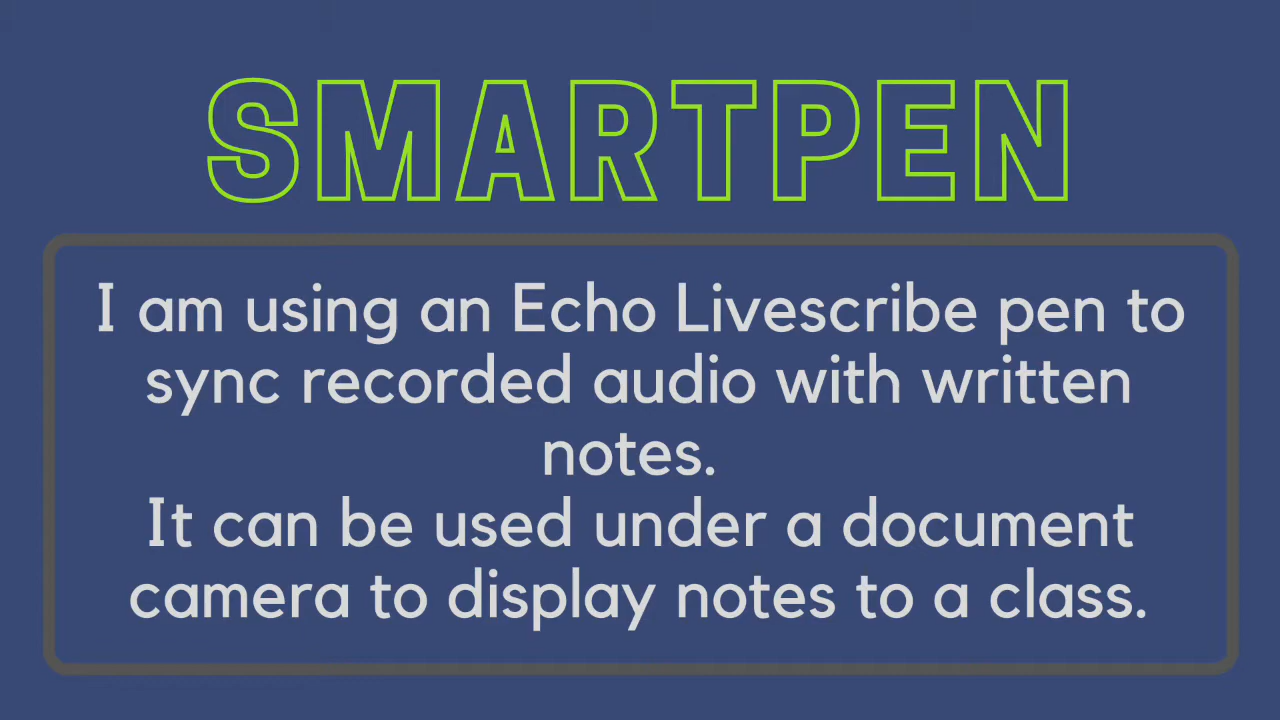 SMARTPEN
I am using an Echo Livescribe pen to
sync recorded audio with written
notes.
It can be used under a document
camera to display notes to a class.